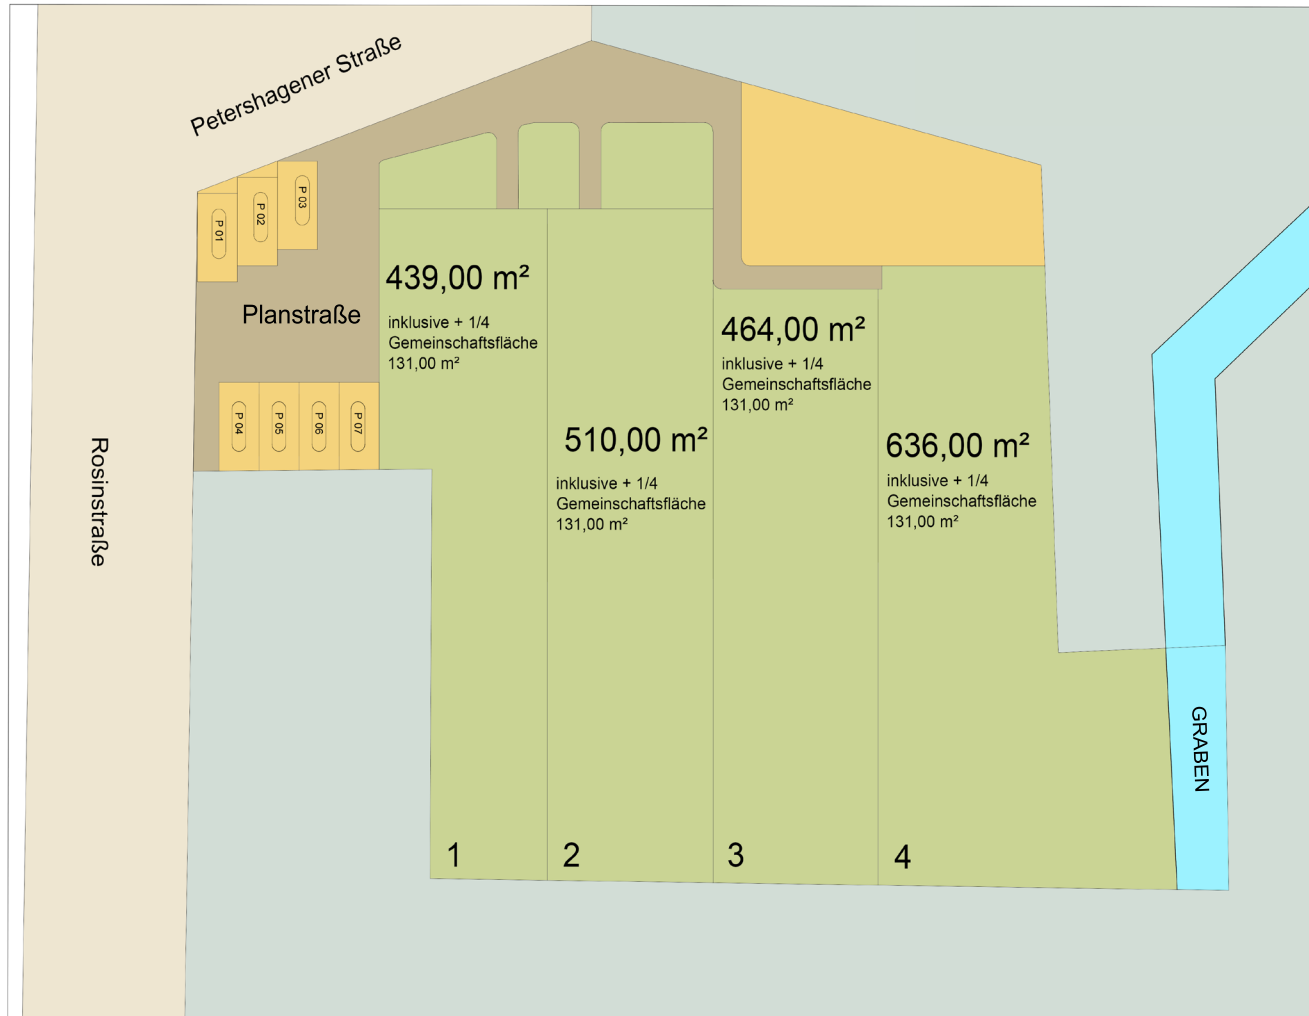 Petershagener Straße
P 01
P 02
P 03
Planstraße
439,00 m²
inklusive + 1/4
Gemeinschaftsfläche
131,00 m²
464,00 m²
inklusive + 1/4
Gemeinschaftsfläche
131,00 m²
P 04
P 05
P 06
P 07
510,00 m²
inklusive + 1/4
Gemeinschaftsfläche
131,00 m²
636,00 m²
inklusive + 1/4
Gemeinschaftsfläche
131,00 m²
Rosinstraße
GRABEN
1
2
3
4